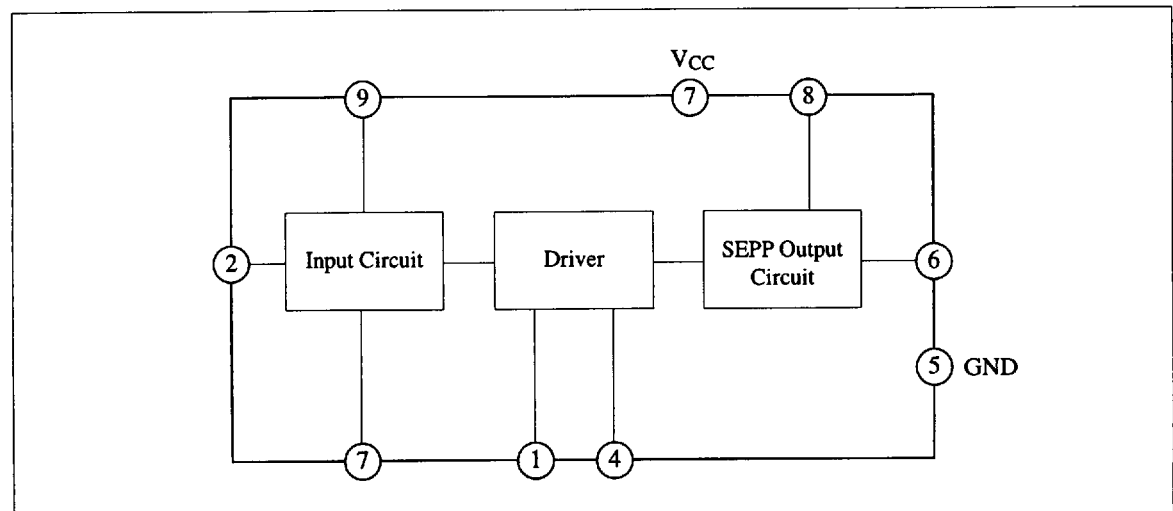 VCC
9
7
8
2
Input Circuit
Driver
SEPP Output
Circuit
6
5
GND
7
1
4